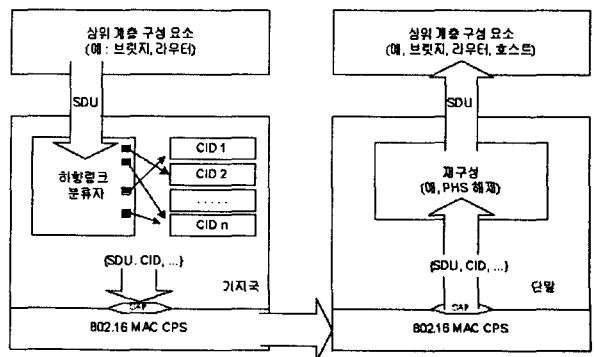 상위 계층 구성 요소
(예 : 브릿지, 라우터)
SDU
하향링크
분류자
CID 1
CID 2
.....
CID n
{SDU, CID, ...}
기지국
SAP
802.16 MAC CPS
상위 계층 구성 요소
(예, 브릿지, 라우터, 호스트)
SDU
재구성
(예, PHS 해제)
{SDU, CID, ...}
단말
SAP
802.16 MAC CPS